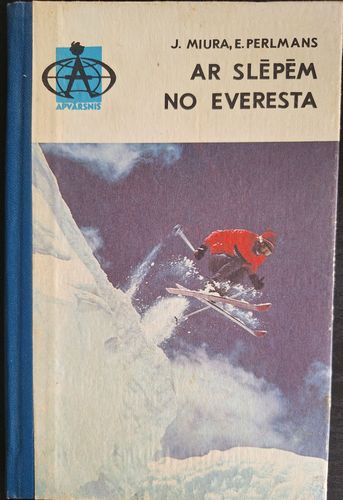 J. MIURA, E. PERLMANS
AR SLĒPĒM
NO EVERESTA
APVĀRSNIS